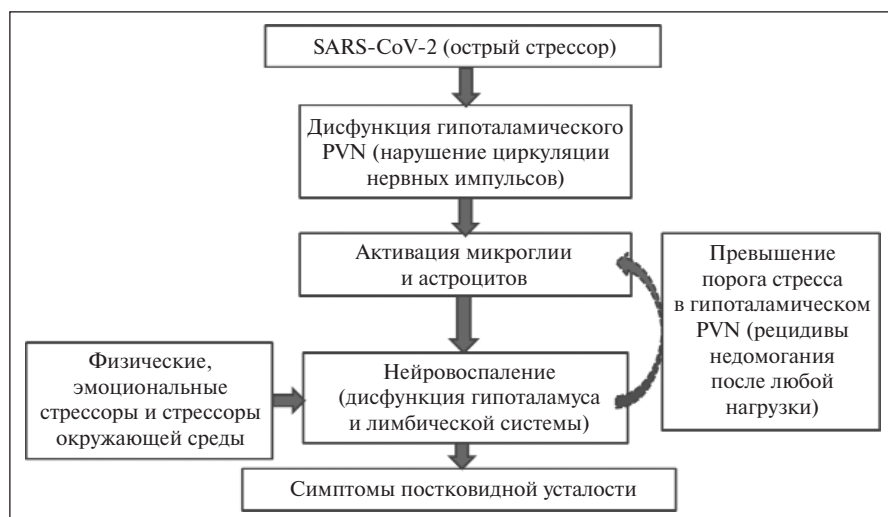 SARS-CoV-2 (острый стрессор)
Дисфункция гипоталамического
PVN (нарушение циркуляции
нервных импульсов)
Активация микроглии
и астроцитов
Превышение
порога стресса
в гипоталамическом
PVN (рецидивы
недомогания
после любой
нагрузки)
Физические,
эмоциональные
стрессоры и стрессоры
окружающей среды
Нейровоспаление
(дисфункция гипоталамуса
и лимбической системы)
Симптомы постковидной усталости